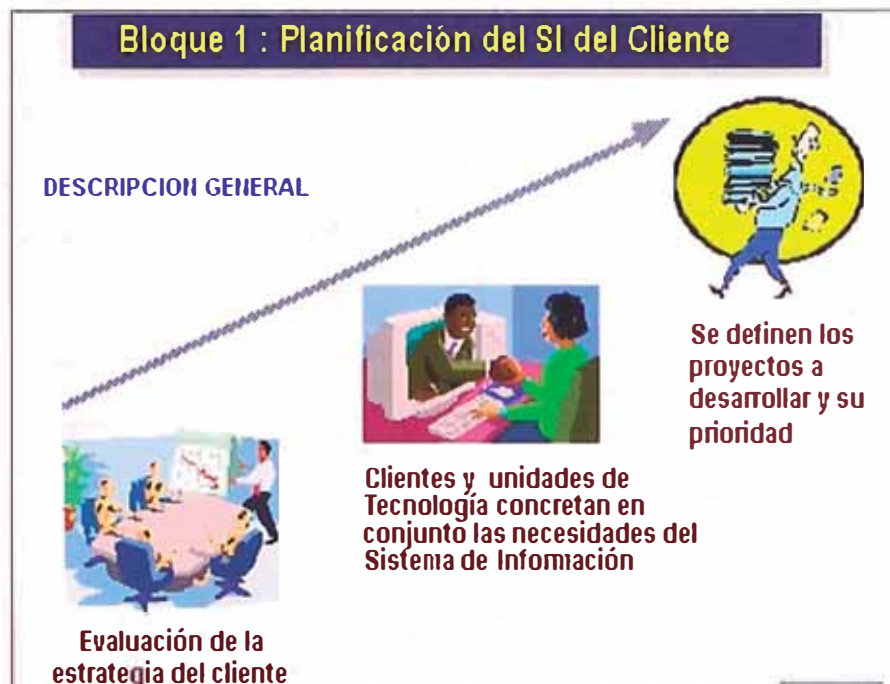 Bloque 1 : Planificación del SI del Cliente
DESCRIPCION GENERAL
Se definen los
proyectos a
desarrollar y su
prioridad
Clientes y unidades de
Tecnología concretan en
conjunto las necesidades del
Sistema de Información
Evaluación de la
estrategia del cliente